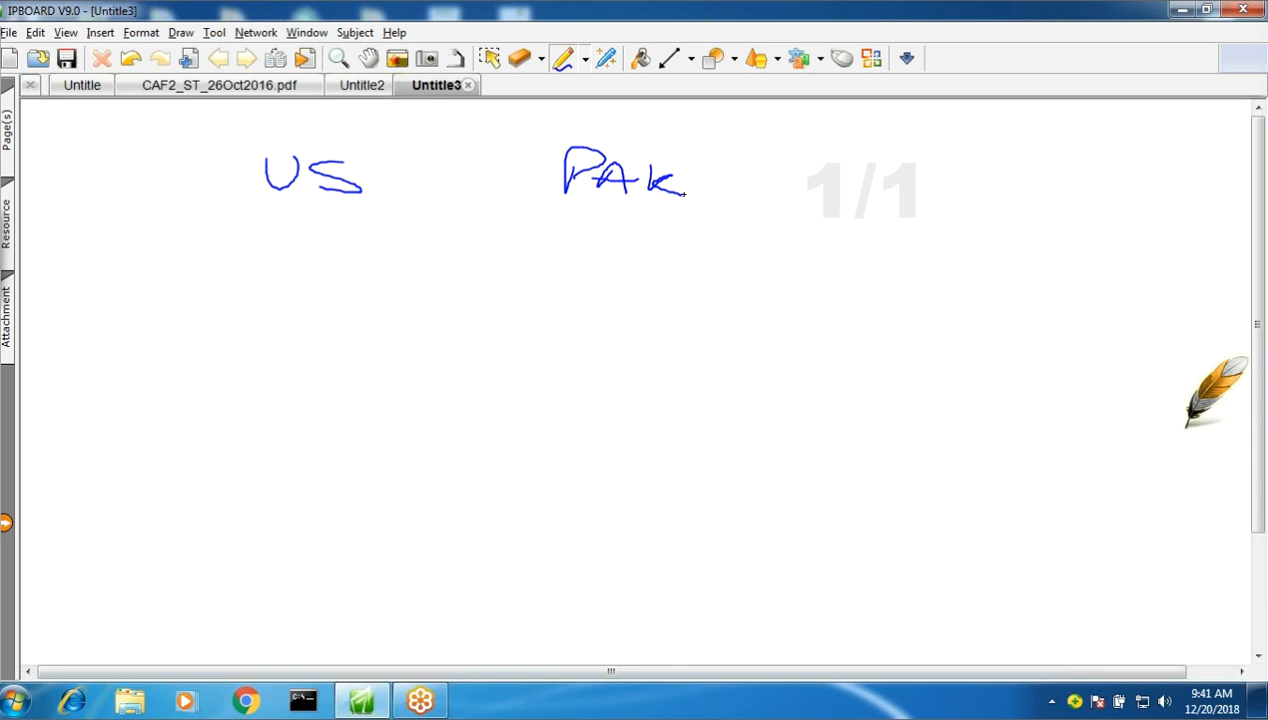 IPBOARD V9.0 - [Untitle3]
File Edit View Insert Format Draw Tool Network Window Subject Help
Untitle CAF2_ST_26Oct2016.pdf Untitle2 Untitle3
Page(s)
Resource
Attachment
US PAK
1/1
9:41 AM
12/20/2018